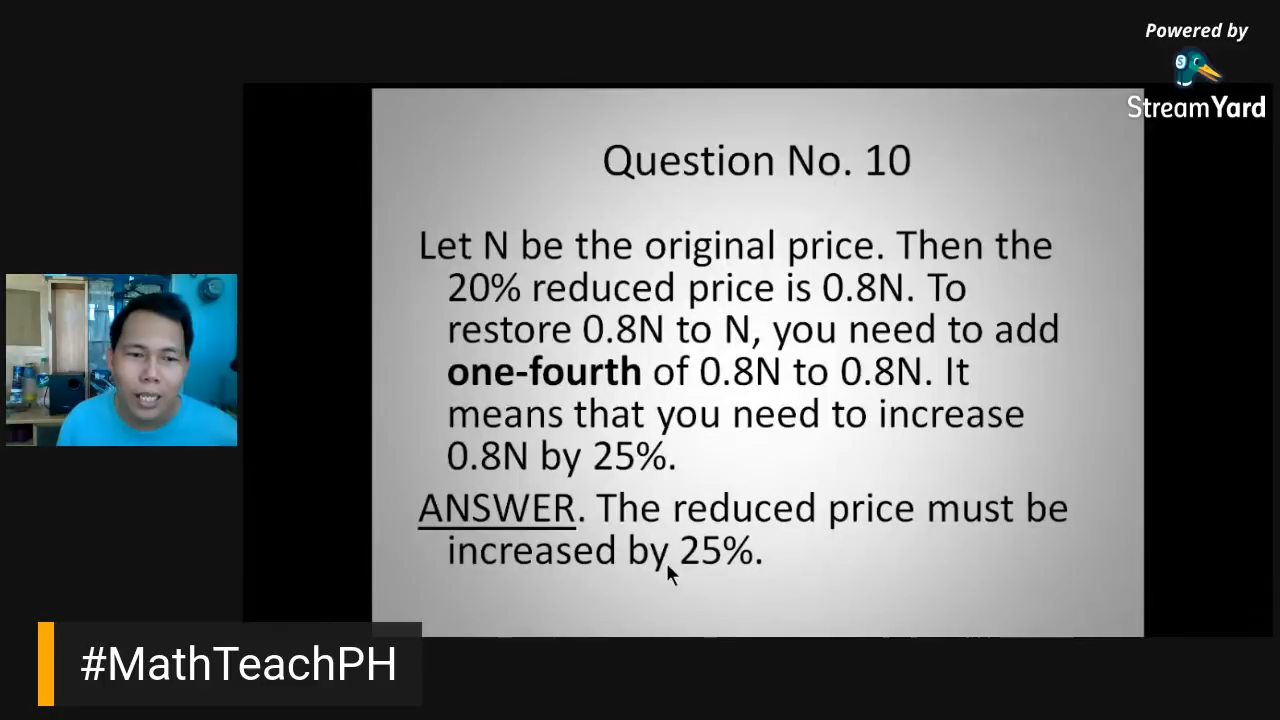 Powered by
StreamYard
Question No. 10
Let N be the original price. Then the
20% reduced price is 0.8N. To
restore 0.8N to N, you need to add
one-fourth of 0.8N to 0.8N. It
means that you need to increase
0.8N by 25%.
ANSWER. The reduced price must be
increased by 25%.
#MathTeachPH